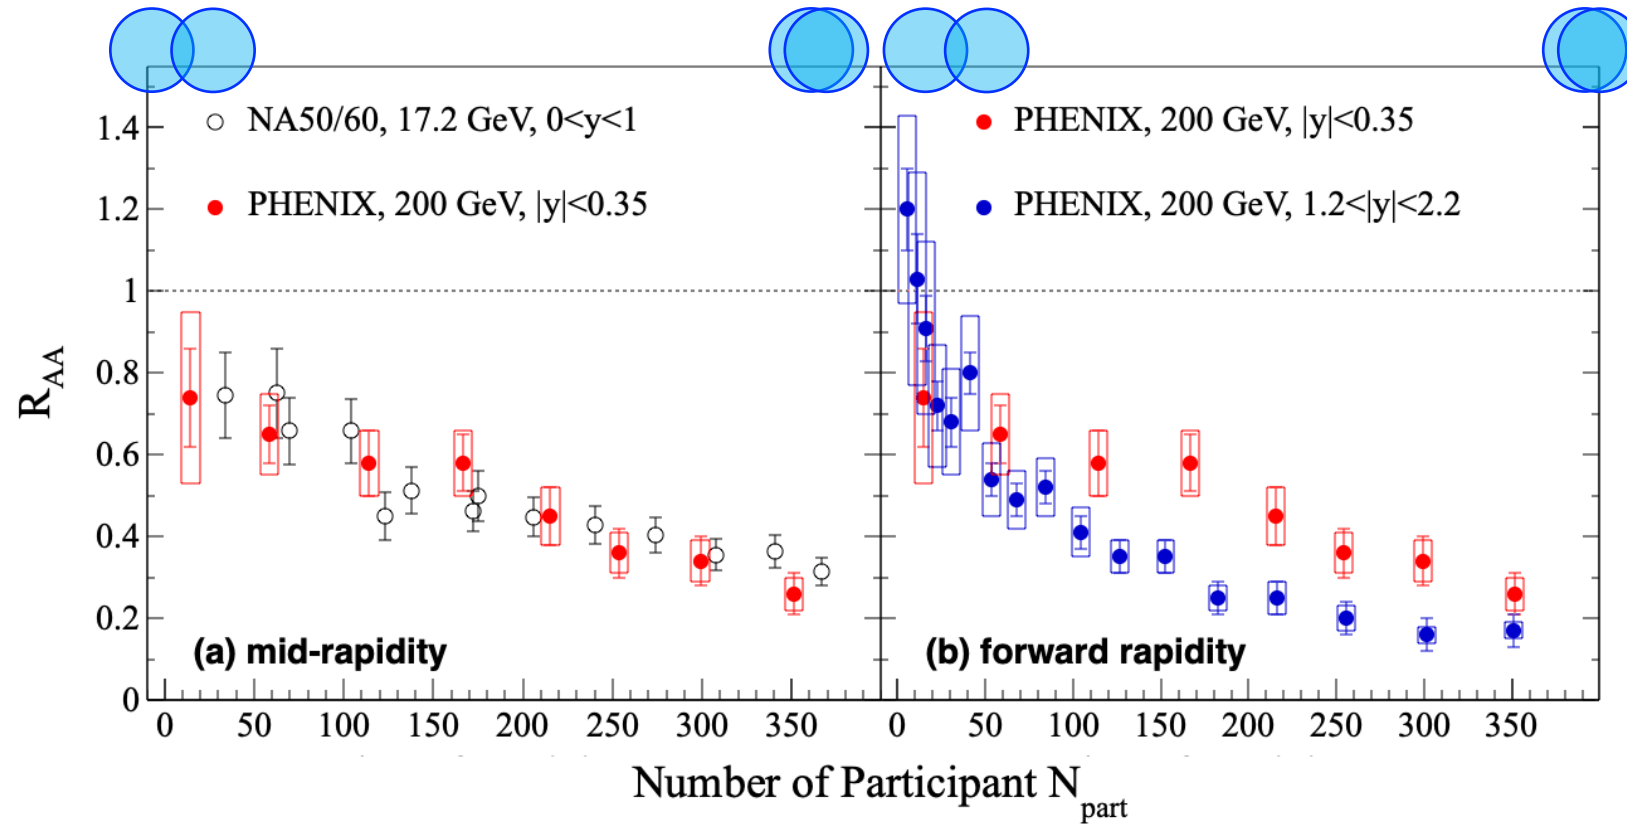 NA50/60, 17.2 GeV, 0<y<1
PHENIX, 200 GeV, |y|<0.35
PHENIX, 200 GeV, |y|<0.35
PHENIX, 200 GeV, 1.2<|y|<2.2
1.4
1.2
1
0.8
0.6
0.4
0.2
0
R_AA
(a) mid-rapidity
(b) forward rapidity
0 50 100 150 200 250 300 350
0 50 100 150 200 250 300 350
Number of Participant N_part